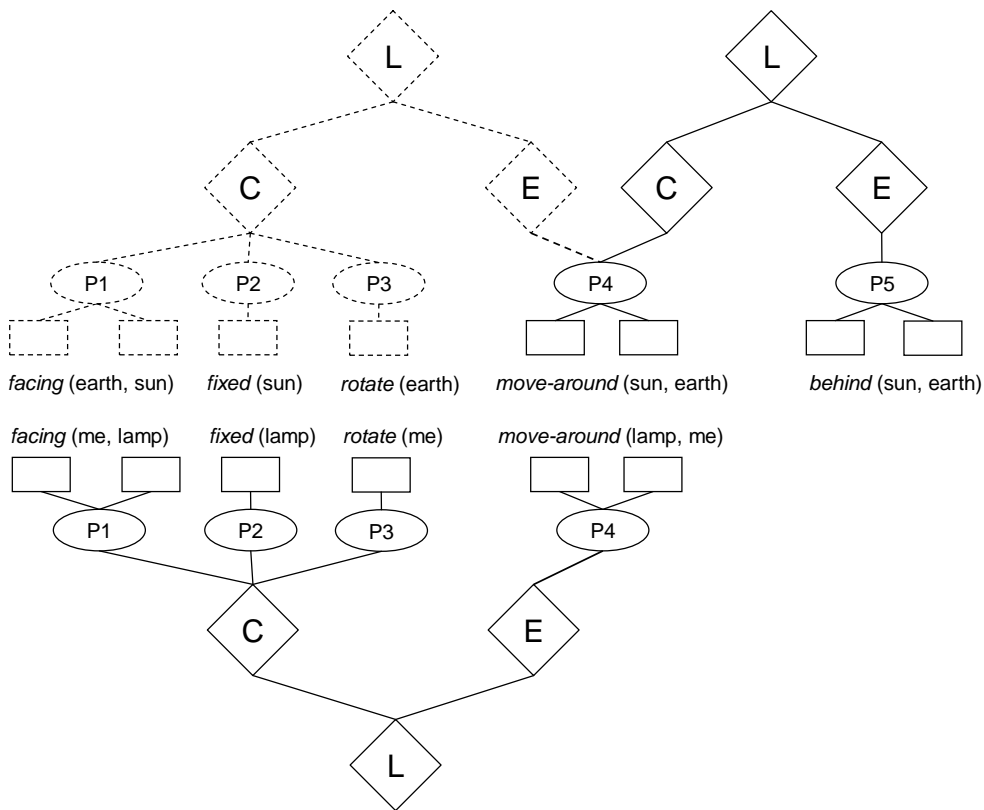 L L
C E C E
P1 P2 P3 P4 P5
facing (earth, sun) fixed (sun) rotate (earth) move-around (sun, earth) behind (sun, earth)
facing (me, lamp) fixed (lamp) rotate (me) move-around (lamp, me)
P1 P2 P3 P4
C E
L